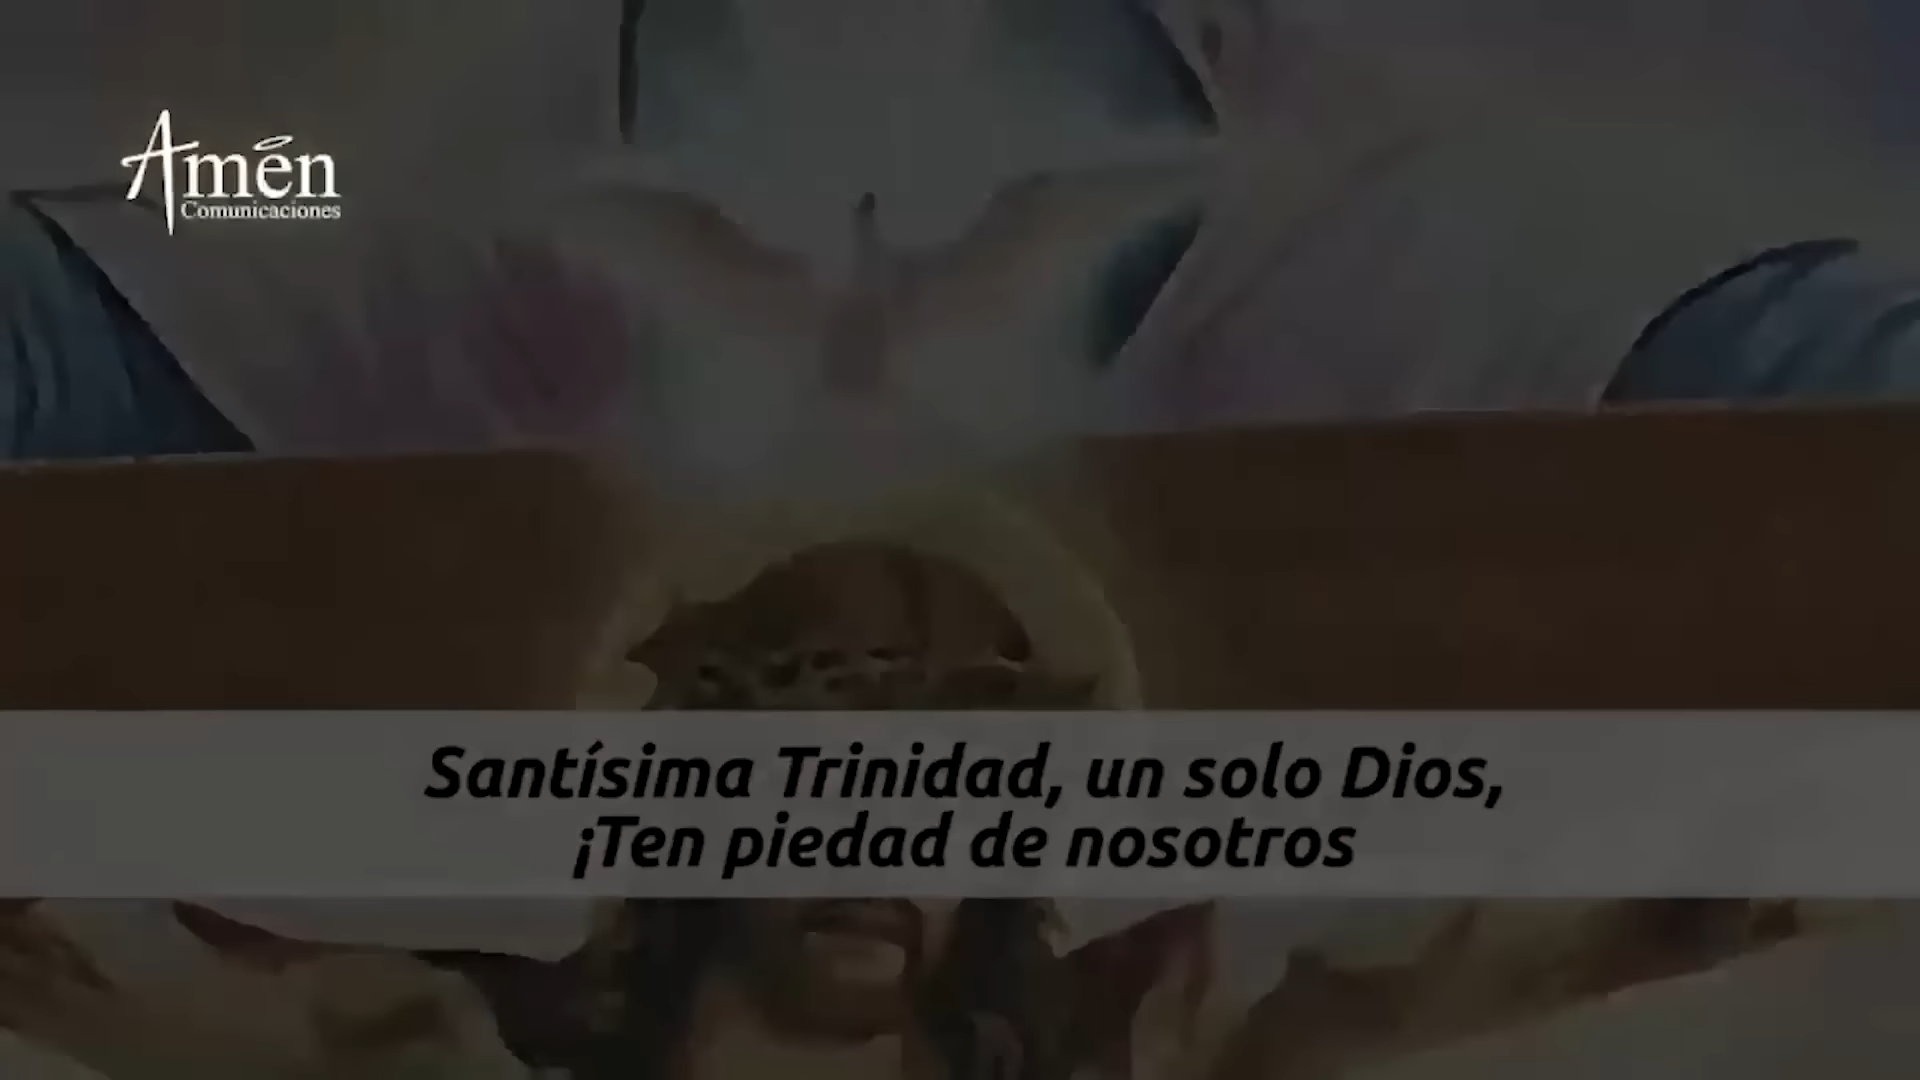 Amén
Comunicaciones
Santísima Trinidad, un solo Dios,
¡Ten piedad de nosotros